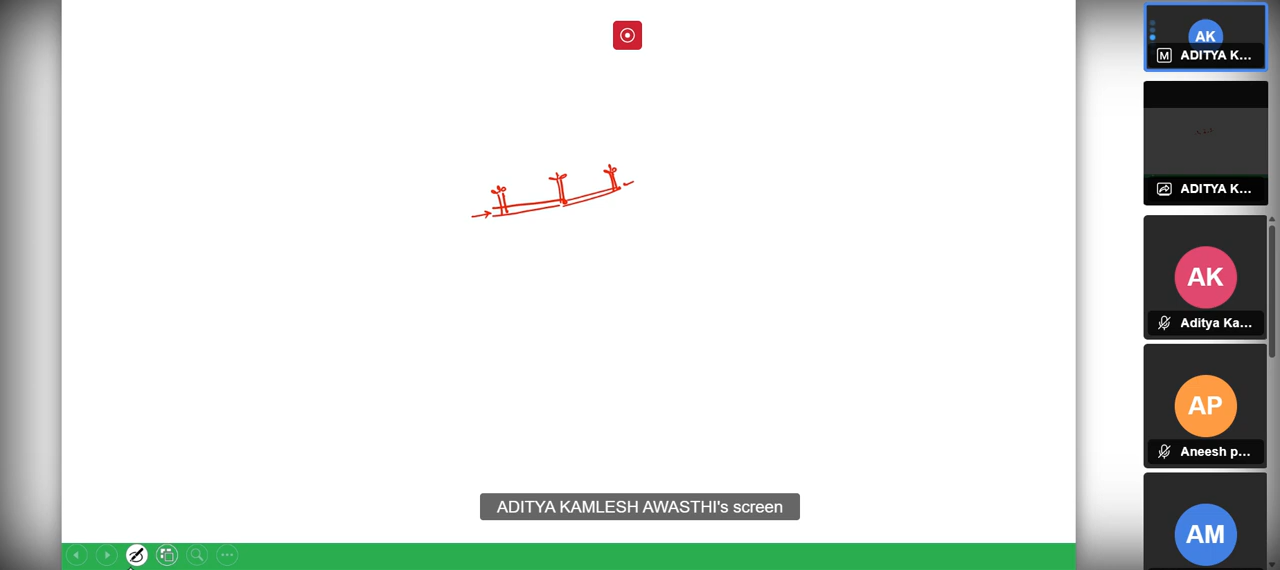 AK
M ADITYA K...
ADITYA K...
AK
Aditya Ka...
AP
Aneesh p...
AM
ADITYA KAMLESH AWASTHI's screen